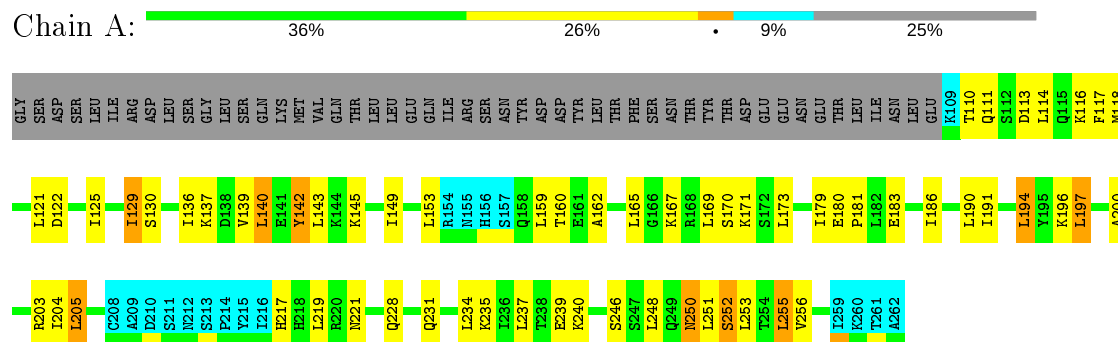 Chain A:
36% 26% • 9% 25%
GLY SER ASP SER LEU ILE ARG ASP LEU SER GLY LEU SER GLN LYS MET VAL GLN THR LEU LEU GLU GLN ILE ARG SER ASN TYR ASP ASP TYR LEU THR PHE SER ASN THR TYR THR ASP GLU GLU ASN GLU THR LEU ILE ASN LEU GLU K109 T110 Q111 S112 D113 L114 Q115 K116 F117 M118
L121 D122 I125 I129 S130 I136 K137 D138 V139 L140 E141 Y142 L143 K144 K145 I149 L153 R154 N155 H156 S157 Q158 L159 T160 E161 A162 L165 G166 K167 R168 L169 S170 K171 S172 L173 I179 E180 P181 L182 E183 I186 L190 I191 L194 Y195 K196 L197 A200
R203 I204 L205 C208 A209 D210 S211 N212 S213 P214 Y215 I216 H217 H218 L219 R220 N221 Q228 Q231 L234 K235 I236 L237 T238 E239 K240 S246 S247 L248 Q249 N250 L251 S252 L253 T254 L255 V256 I259 K260 T261 A262